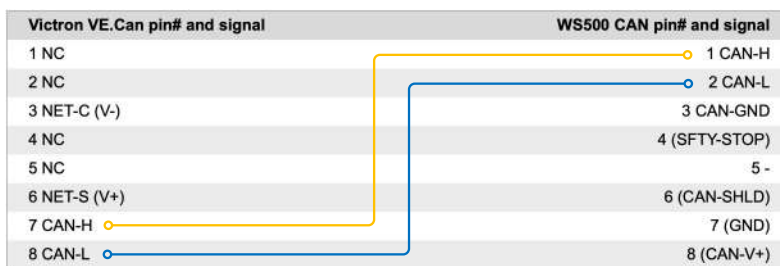 Victron VE.Can pin# and signal WS500 CAN pin# and signal
1 NC 1 CAN-H
2 NC 2 CAN-L
3 NET-C (V-) 3 CAN-GND
4 NC 4 (SFTY-STOP)
5 NC 5 -
6 NET-S (V+) 6 (CAN-SHLD)
7 CAN-H 7 (GND)
8 CAN-L 8 (CAN-V+)